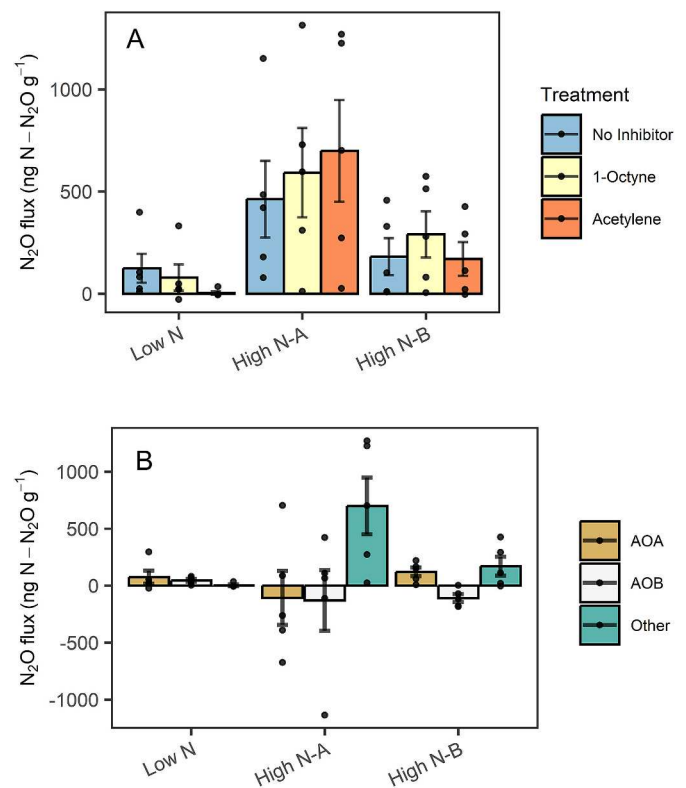 A
1000
500
0
N₂O flux (ng N – N₂O g⁻¹)
Low N
High N-A
High N-B
Treatment
No Inhibitor
1-Octyne
Acetylene
B
1000
500
0
-500
-1000
N₂O flux (ng N – N₂O g⁻¹)
Low N
High N-A
High N-B
AOA
AOB
Other